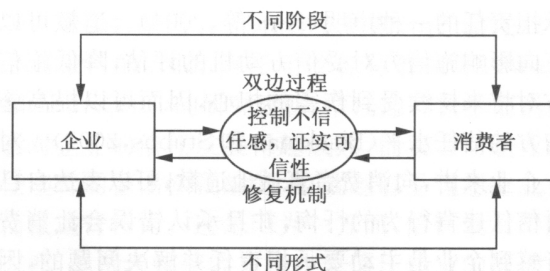 不同阶段
双边过程
企业
控制不信
任感，证该可
信性
消费者
修复机制
不同形式